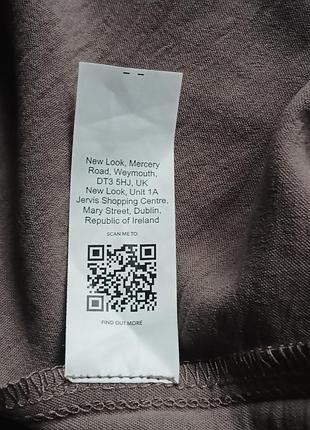 New Look, Mercery
Road, Weymouth,
DT3 5HJ, UK
New Look, Unit 1A
Jervis Shopping Centre,
Mary Street, Dublin,
Republic of Ireland
SCAN ME TO
FIND OUT MORE